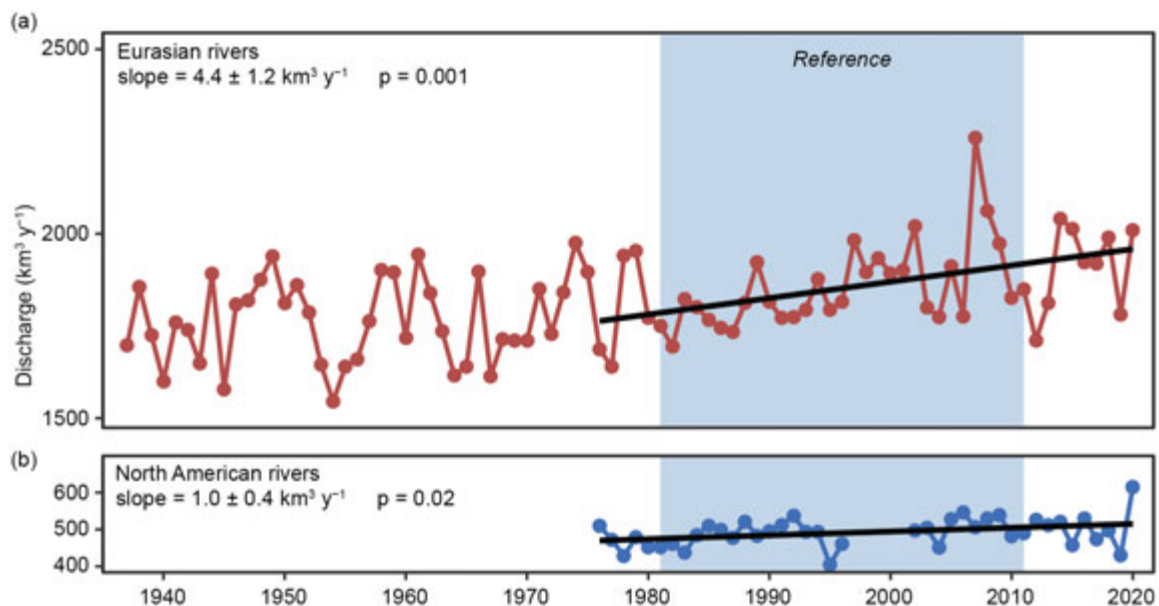 (a)
2500
Eurasian rivers
Reference
slope = 4.4 ± 1.2 km³ y⁻¹ p = 0.001
2000
Discharge (km³ y⁻¹)
1500
(b)
North American rivers
600
slope = 1.0 ± 0.4 km³ y⁻¹ p = 0.02
500
400
1940 1950 1960 1970 1980 1990 2000 2010 2020